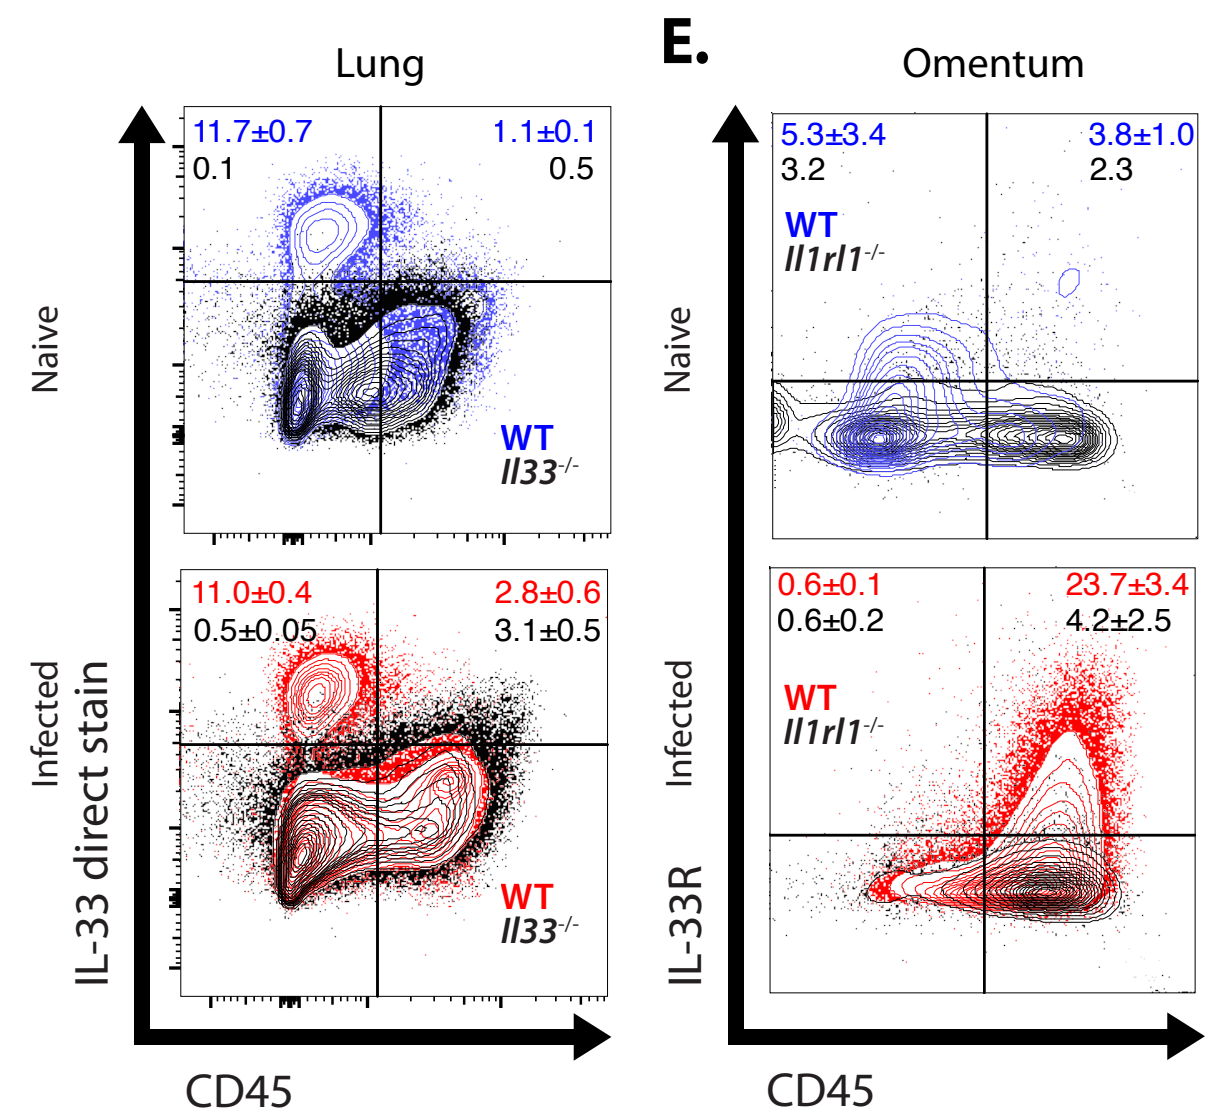 Lung
11.7±0.7
1.1±0.1
0.1
0.5
WT
Il33-/-
Naive
11.0±0.4
2.8±0.6
0.5±0.05
3.1±0.5
WT
Il33-/-
Infected
IL-33 direct stain
CD45
E.
Omentum
5.3±3.4
3.8±1.0
3.2
2.3
WT
Il1rl1-/-
Naive
0.6±0.1
23.7±3.4
0.6±0.2
4.2±2.5
WT
Il1rl1-/-
Infected
IL-33R
CD45